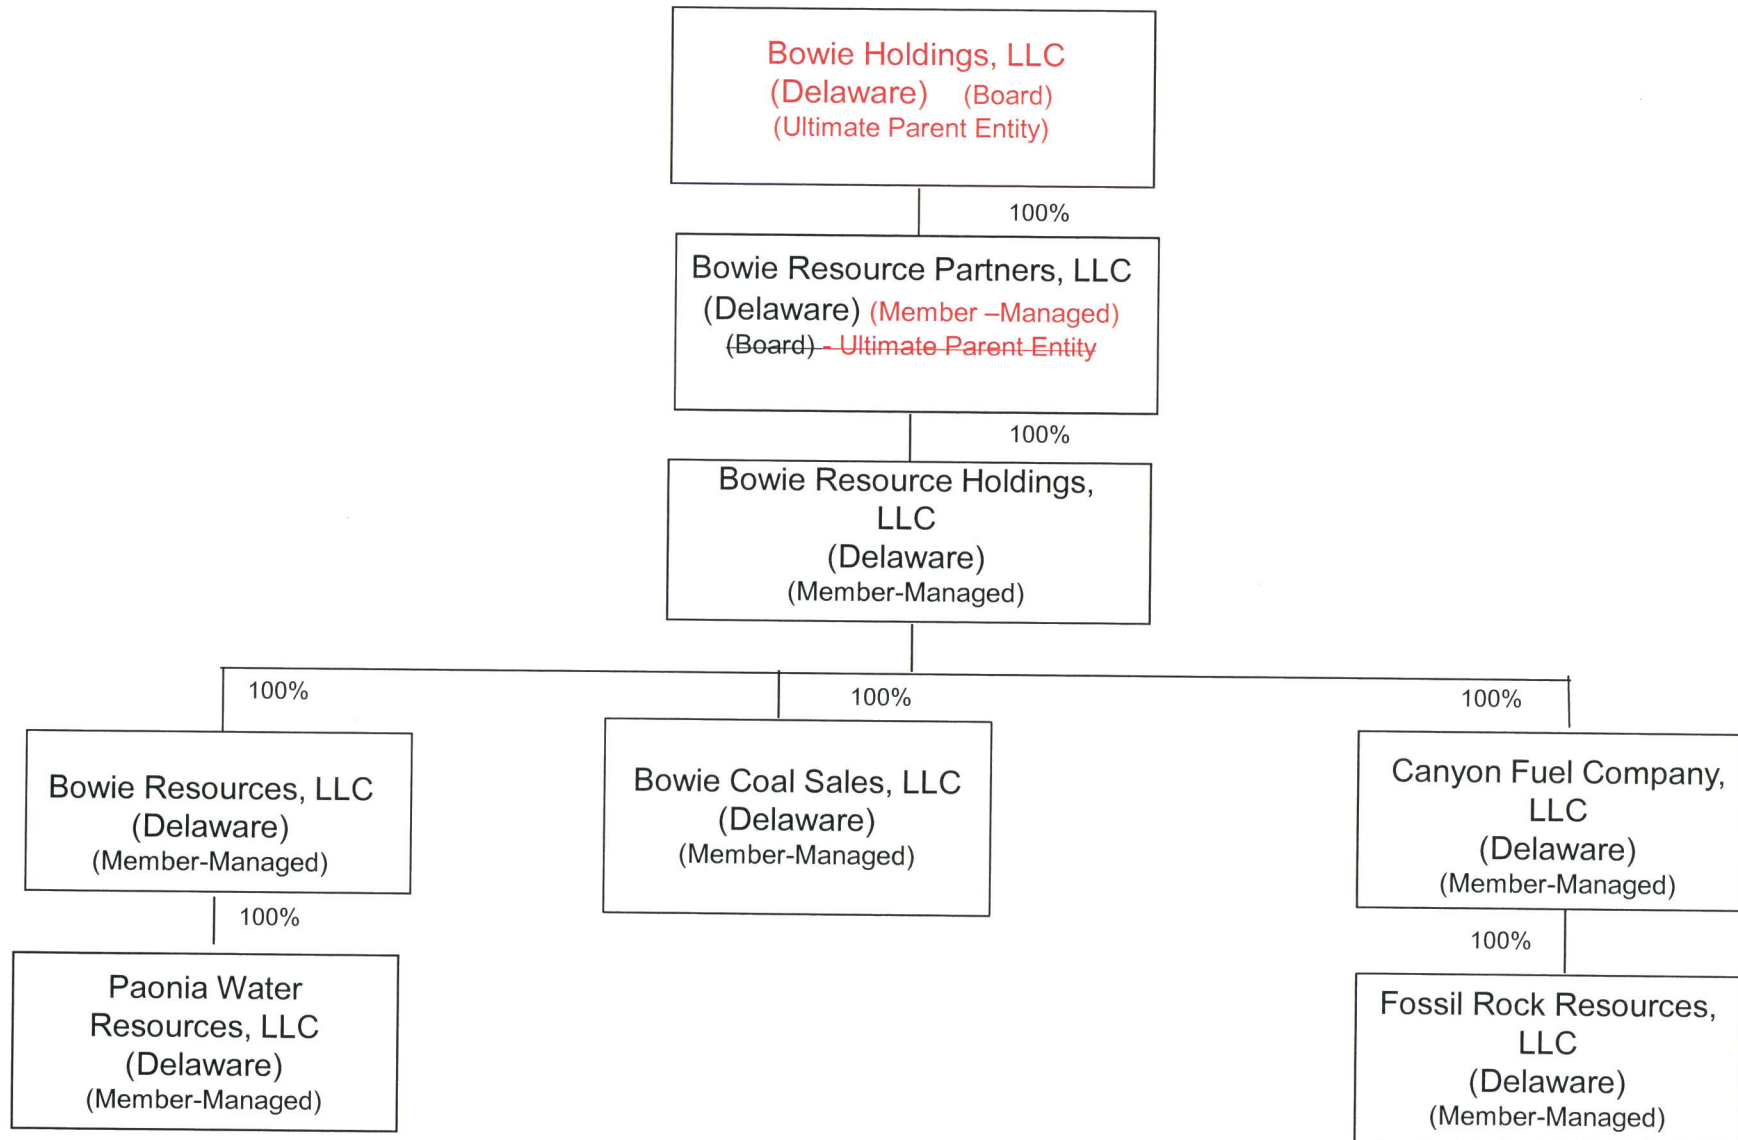 Bowie Holdings, LLC
(Delaware) (Board)
(Ultimate Parent Entity)
100%
Bowie Resource Partners, LLC
(Delaware) (Member –Managed)
(Board) - Ultimate Parent Entity
100%
Bowie Resource Holdings,
LLC
(Delaware)
(Member-Managed)
100%
100%
100%
Bowie Resources, LLC
(Delaware)
(Member-Managed)
Bowie Coal Sales, LLC
(Delaware)
(Member-Managed)
Canyon Fuel Company,
LLC
(Delaware)
(Member-Managed)
100%
100%
Paonia Water
Resources, LLC
(Delaware)
(Member-Managed)
Fossil Rock Resources,
LLC
(Delaware)
(Member-Managed)